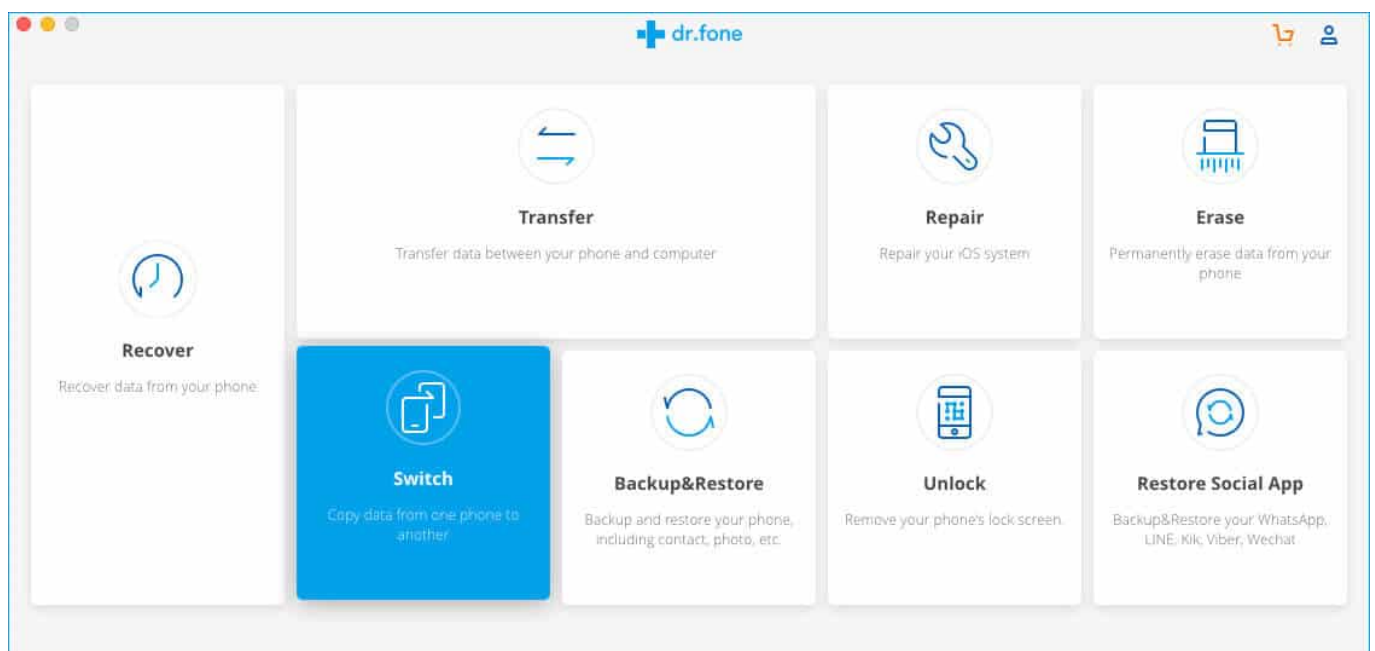 dr.fone
Recover
Recover data from your phone
Transfer
Transfer data between your phone and computer
Repair
Repair your iOS system
Erase
Permanently erase data from your
phone
Switch
Copy data from one phone to
another
Backup&Restore
Backup and restore your phone,
including contact, photo, etc.
Unlock
Remove your phone's lock screen
Restore Social App
Backup&Restore your WhatsApp,
LINE, Kik, Viber, Wechat